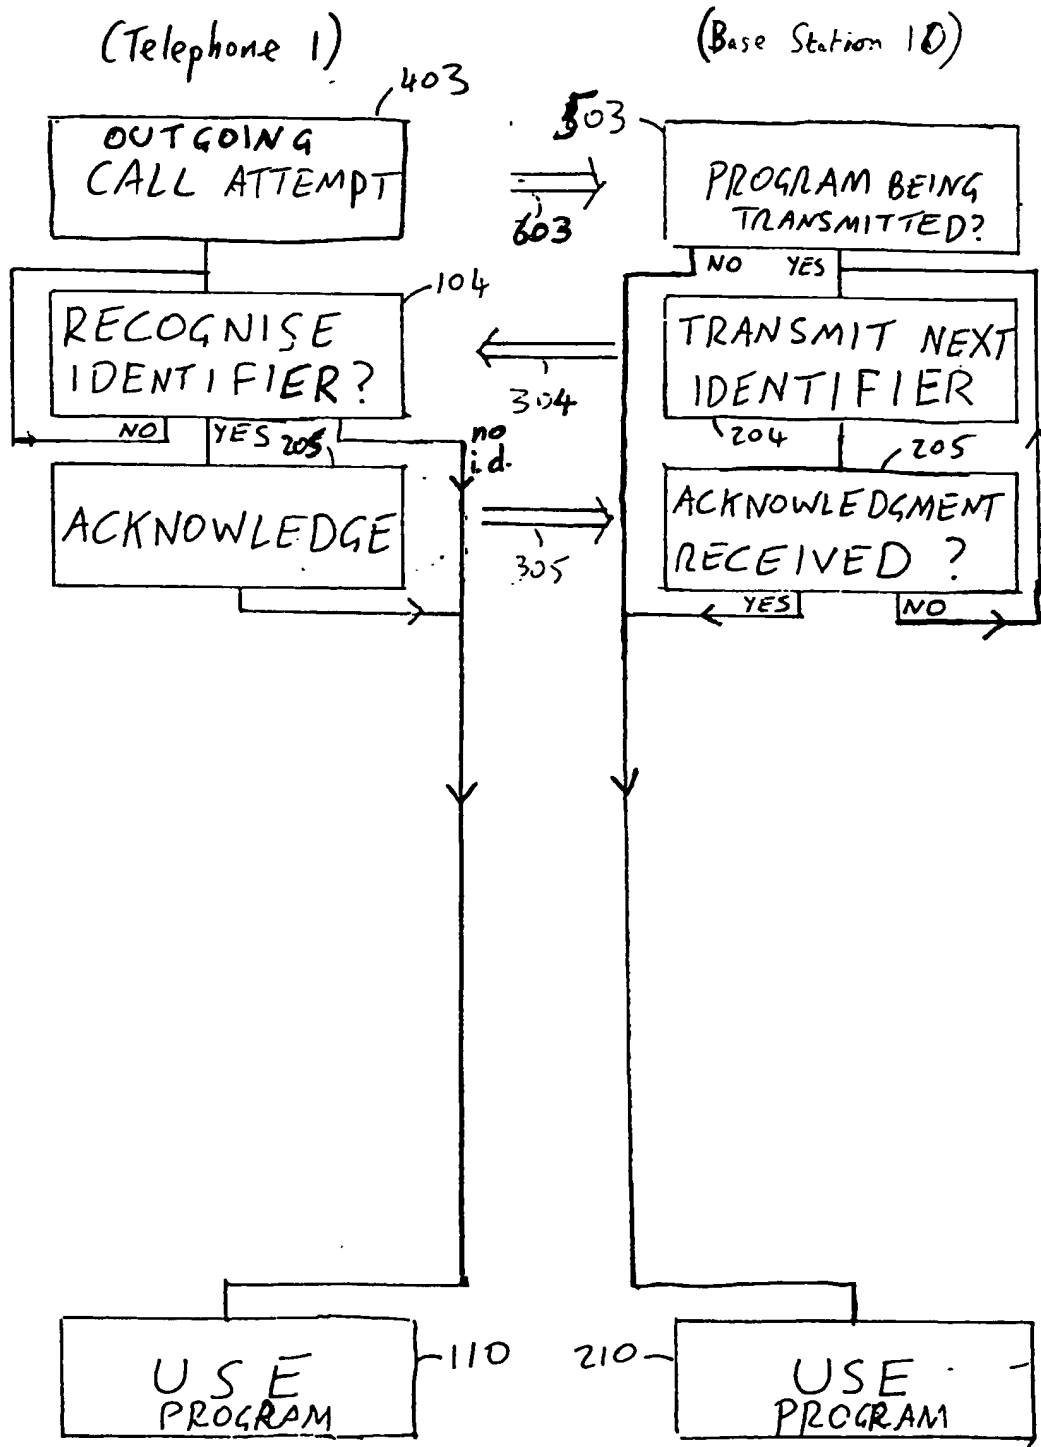 (Telephone 1)
(Base Station 10)
403
503
OUTGOING
CALL ATTEMPT
603
PROGRAM BEING
TRANSMITTED?
NO YES
104
RECOGNISE
IDENTIFIER?
304
TRANSMIT NEXT
IDENTIFIER
NO YES 205
no
i.d.
204
205
ACKNOWLEDGE
305
ACKNOWLEDGMENT
RECEIVED ?
YES NO
USE
PROGRAM
110
210
USE
PROGRAM